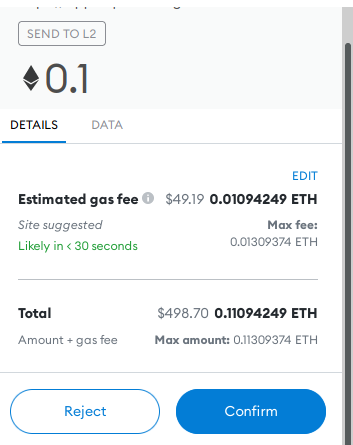 SEND TO L2
0.1
DETAILS DATA
EDIT
Estimated gas fee $49.19 0.01094249 ETH
Site suggested Max fee:
Likely in < 30 seconds 0.01309374 ETH
Total $498.70 0.11094249 ETH
Amount + gas fee Max amount: 0.11309374 ETH
Reject Confirm